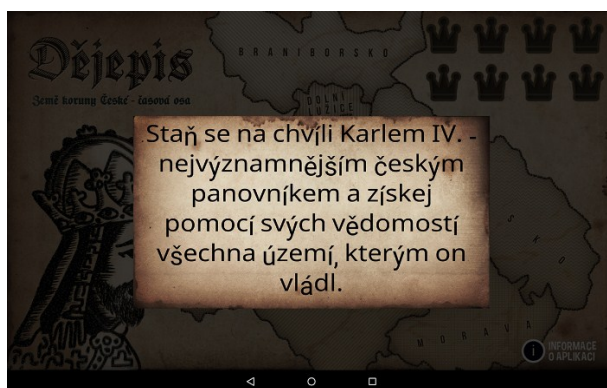 Dějepis
Země koruny České - časová osa
BRANIBORSKO
DOLNÍ
LUŽICE
Staň se na chvíli Karlem IV. -
nejvýznamnějším českým
panovníkem a získej
pomocí svých vědomostí
všechna území, kterým on
vládl.
MORAVA
INFORMACE
O APLIKACI